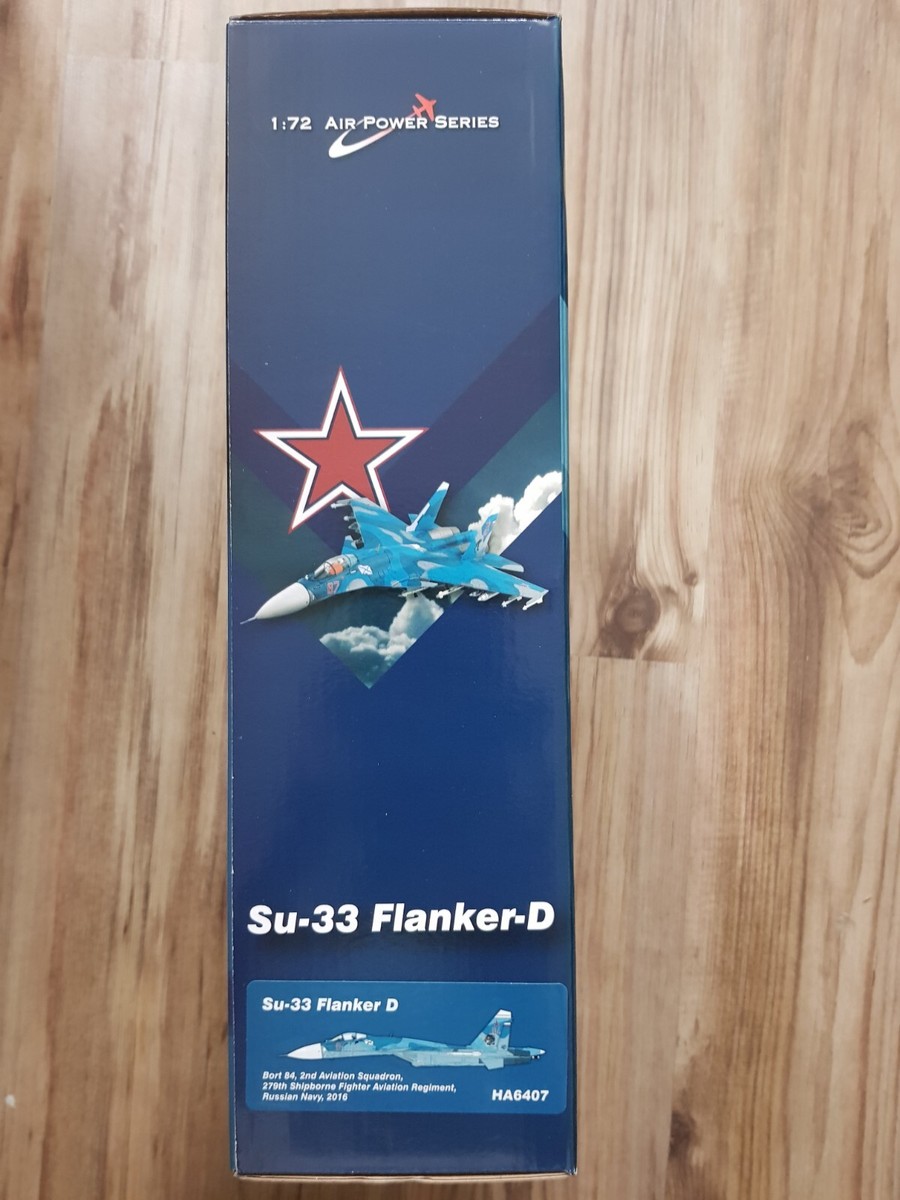 1:72 AIR POWER SERIES
87
Su-33 Flanker-D
Su-33 Flanker D
Bort 84, 2nd Aviation Squadron,
279th Shipborne Fighter Aviation Regiment,
Russian Navy, 2016
HA6407